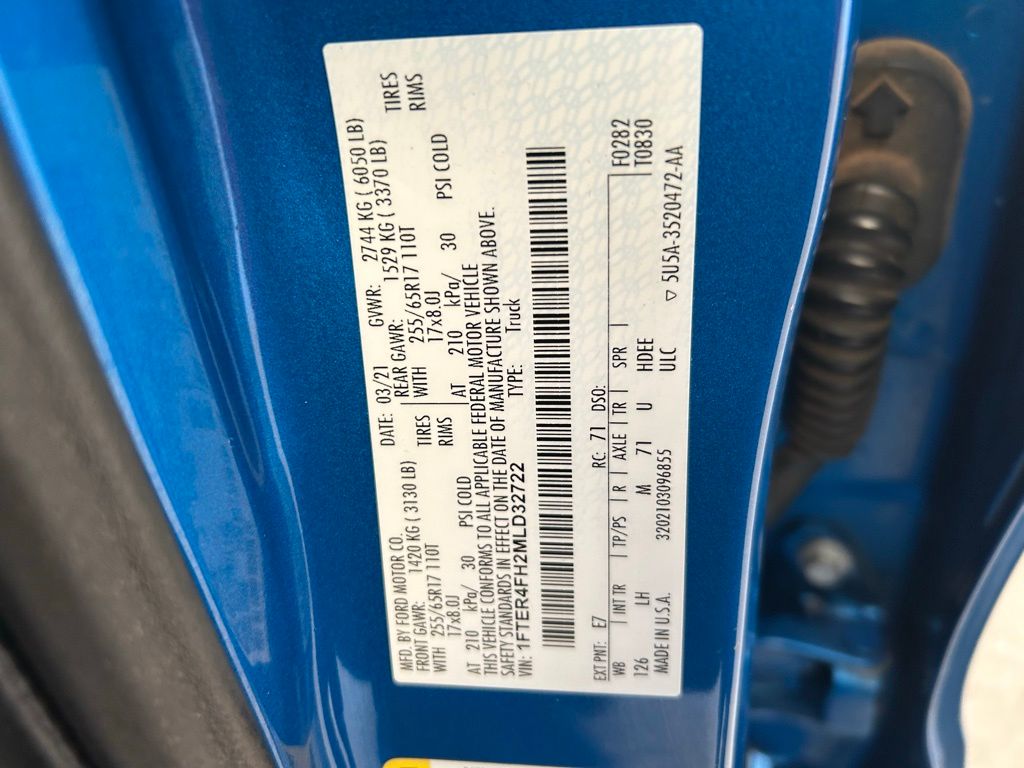 MFD. BY FORD MOTOR CO. DATE: 03/21 GVWR: 2744 KG ( 6050 LB)
FRONT GAWR: 1420 KG ( 3130 LB) REAR GAWR: 1529 KG ( 3370 LB)
WITH 255/65R17 110T TIRES WITH 255/65R17 110T TIRES
17x8.0J RIMS 17x8.0J RIMS
AT 210 kPa/ 30 PSI COLD AT 210 kPa/ 30 PSI COLD
THIS VEHICLE CONFORMS TO ALL APPLICABLE FEDERAL MOTOR VEHICLE
SAFETY STANDARDS IN EFFECT ON THE DATE OF MANUFACTURE SHOWN ABOVE.
VIN: 1FTER4FH2MLD32722 TYPE: Truck
F0282
T0830
EXT PNT: E7 RC: 71 DSO:
WB INT TR TP/PS R AXLE TR SPR
126 LH M 71 U HDEE
ULC
MADE IN U.S.A. 3202103096855
▽ 5U5A-3520472-AA